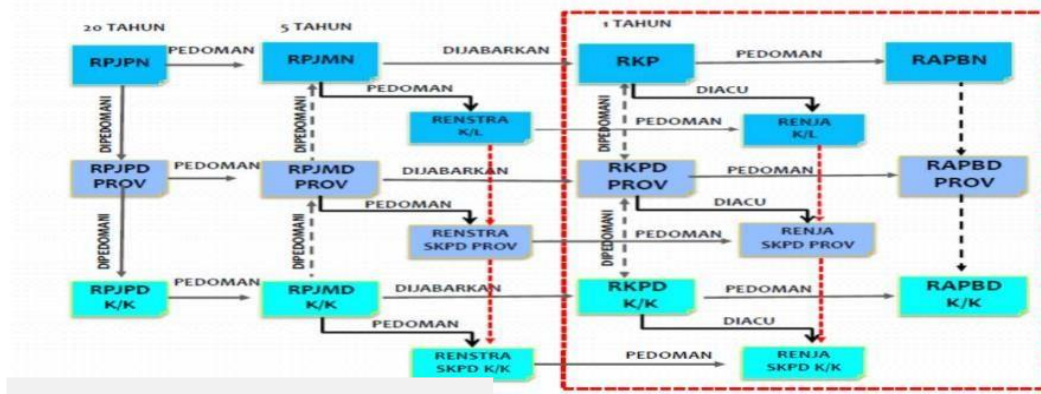 20 TAHUN
5 TAHUN
1 TAHUN
RPJPN
PEDOMAN
RPJMN
DIJABARKAN
RKP
PEDOMAN
RAPBN
PEDOMAN
DIACU
RENSTRA
K/L
RENJA
K/L
DIPEDOMANI
DIPEDOMANI
DIPEDOMANI
RPJPD
PROV
PEDOMAN
RPJMD
PROV
DIJABARKAN
RKPD
PROV
PEDOMAN
RAPBD
PROV
PEDOMAN
DIACU
RENSTRA
SKPD PROV
PEDOMAN
RENJA
SKPD PROV
DIPEDOMANI
DIPEDOMANI
DIPEDOMANI
RPJPD
K/K
PEDOMAN
RPJMD
K/K
DIJABARKAN
RKPD
K/K
PEDOMAN
RAPBD
K/K
PEDOMAN
DIACU
RENSTRA
SKPD K/K
PEDOMAN
RENJA
SKPD K/K